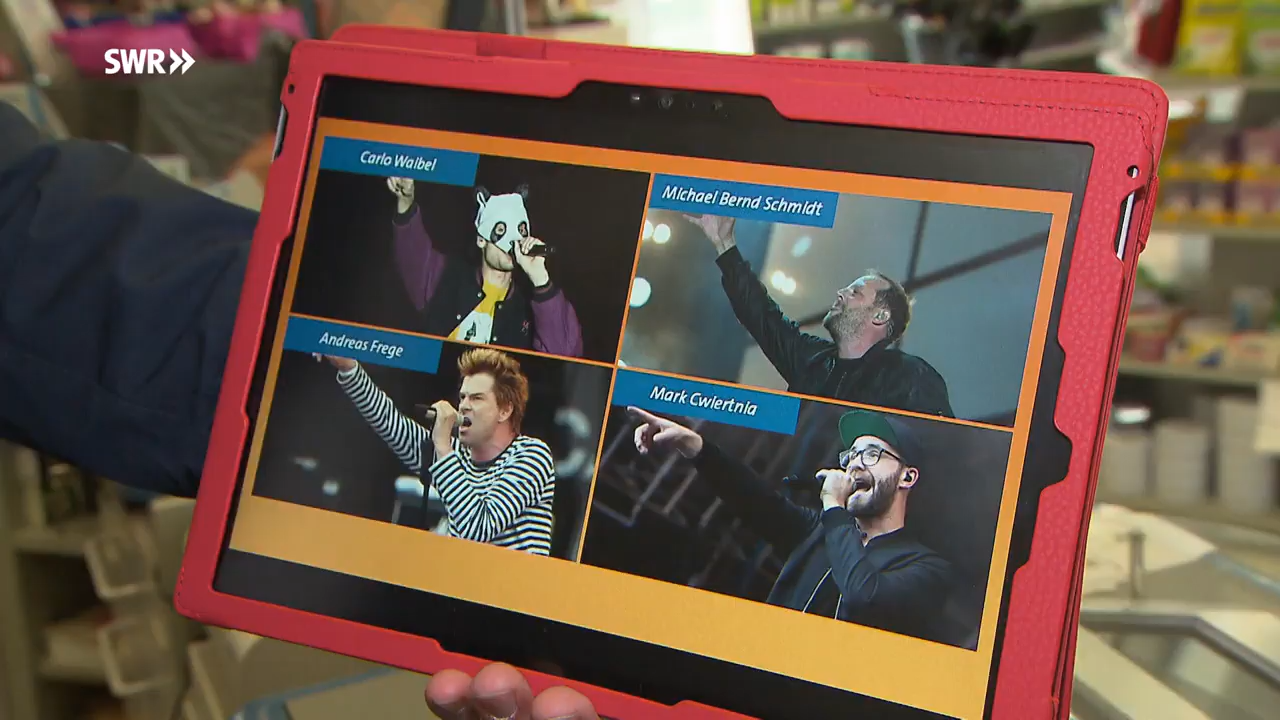 SWR
Carlo Waibel
Michael Bernd Schmidt
Andreas Frege
Mark Cwiertnia